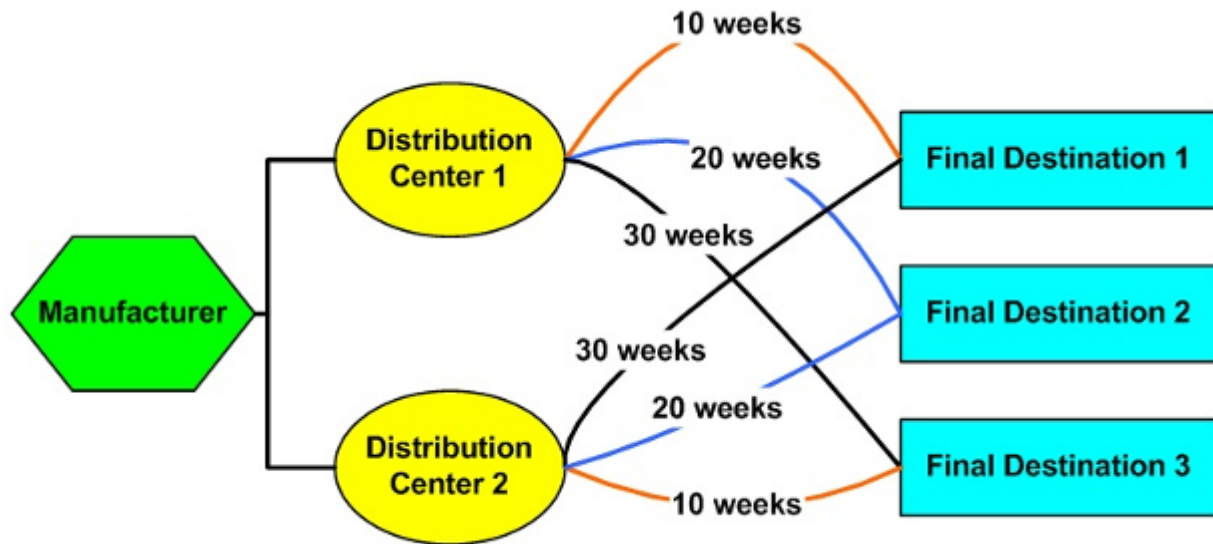 10 weeks
Distribution
Center 1
20 weeks
Final Destination 1
30 weeks
Manufacturer
Final Destination 2
30 weeks
20 weeks
Distribution
Center 2
Final Destination 3
10 weeks